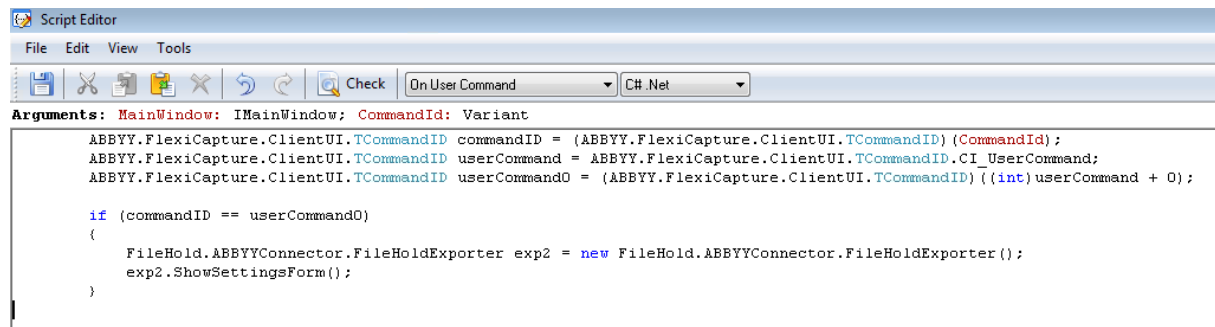 Script Editor
File Edit View Tools
Check On User Command C# .Net
Arguments: MainWindow: IMainWindow; CommandId: Variant
ABBYY.FlexiCapture.ClientUI.TCommandID commandID = (ABBYY.FlexiCapture.ClientUI.TCommandID)(CommandId);
ABBYY.FlexiCapture.ClientUI.TCommandID userCommand = ABBYY.FlexiCapture.ClientUI.TCommandID.CI_UserCommand;
ABBYY.FlexiCapture.ClientUI.TCommandID userCommand0 = (ABBYY.FlexiCapture.ClientUI.TCommandID)((int)userCommand + 0);
if (commandID == userCommand0)
{
FileHold.ABBYYConnector.FileHoldExporter exp2 = new FileHold.ABBYYConnector.FileHoldExporter();
exp2.ShowSettingsForm();
}